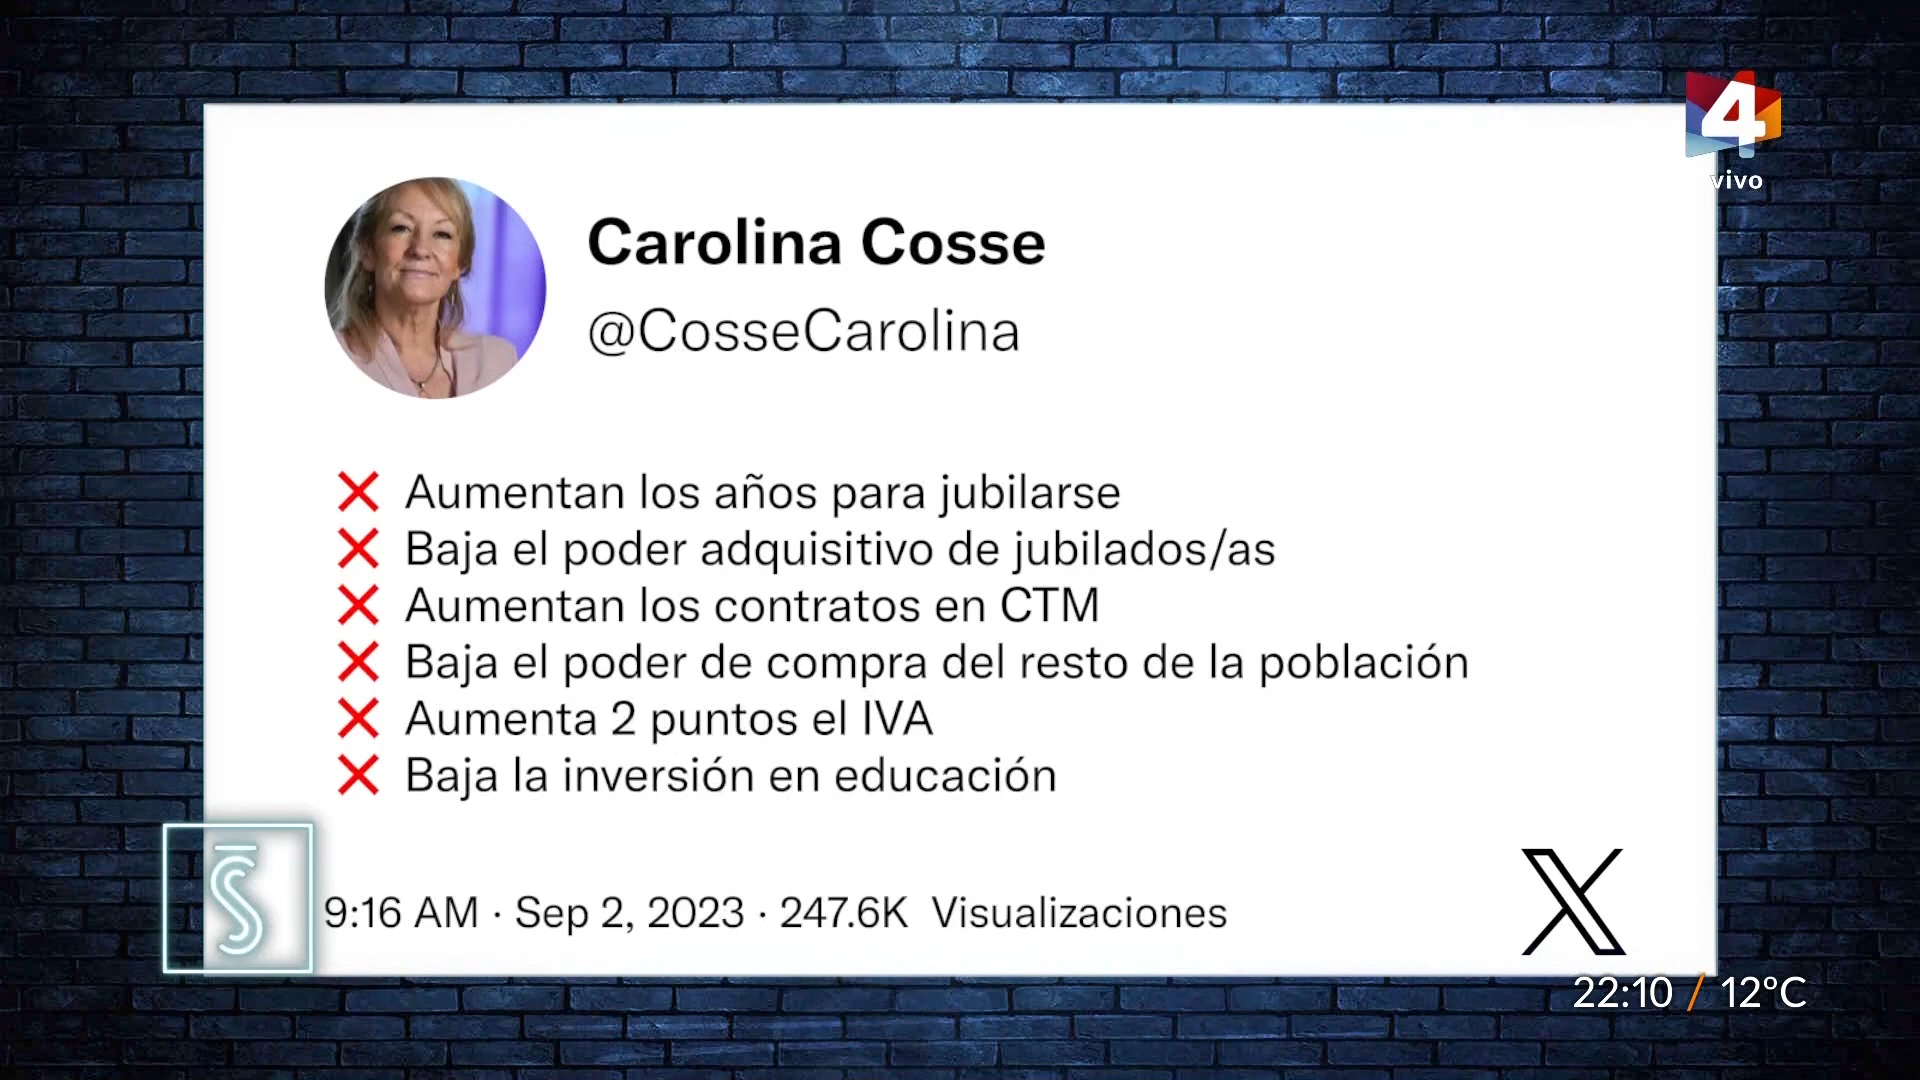 4
vivo
Carolina Cosse
@CosseCarolina
❌ Aumentan los años para jubilarse
❌ Baja el poder adquisitivo de jubilados/as
❌ Aumentan los contratos en CTM
❌ Baja el poder de compra del resto de la población
❌ Aumenta 2 puntos el IVA
❌ Baja la inversión en educación
S
9:16 AM · Sep 2, 2023 · 247.6K Visualizaciones
X
22:10 / 12°C